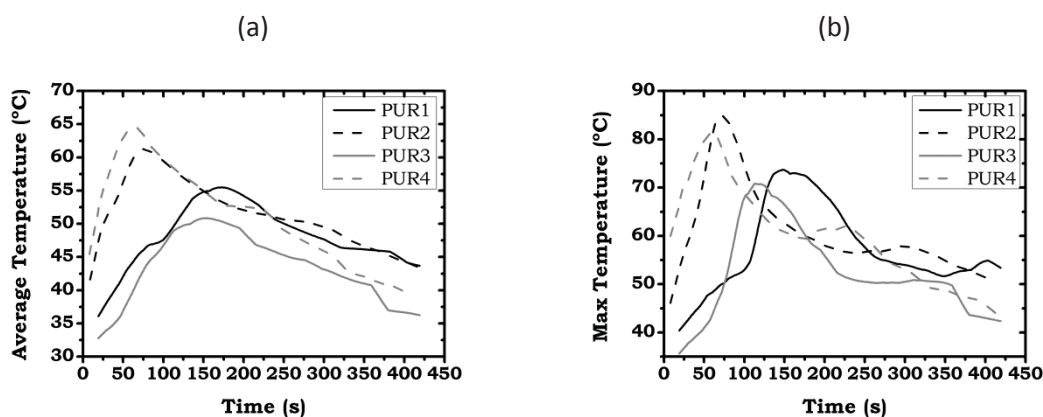 (a)
Average Temperature (ºC)
70
65
60
55
50
45
40
35
30
PUR1
PUR2
PUR3
PUR4
0 50 100 150 200 250 300 350 400 450
Time (s)
(b)
Max Temperature (ºC)
90
80
70
60
50
40
PUR1
PUR2
PUR3
PUR4
0 50 100 150 200 250 300 350 400 450
Time (s)